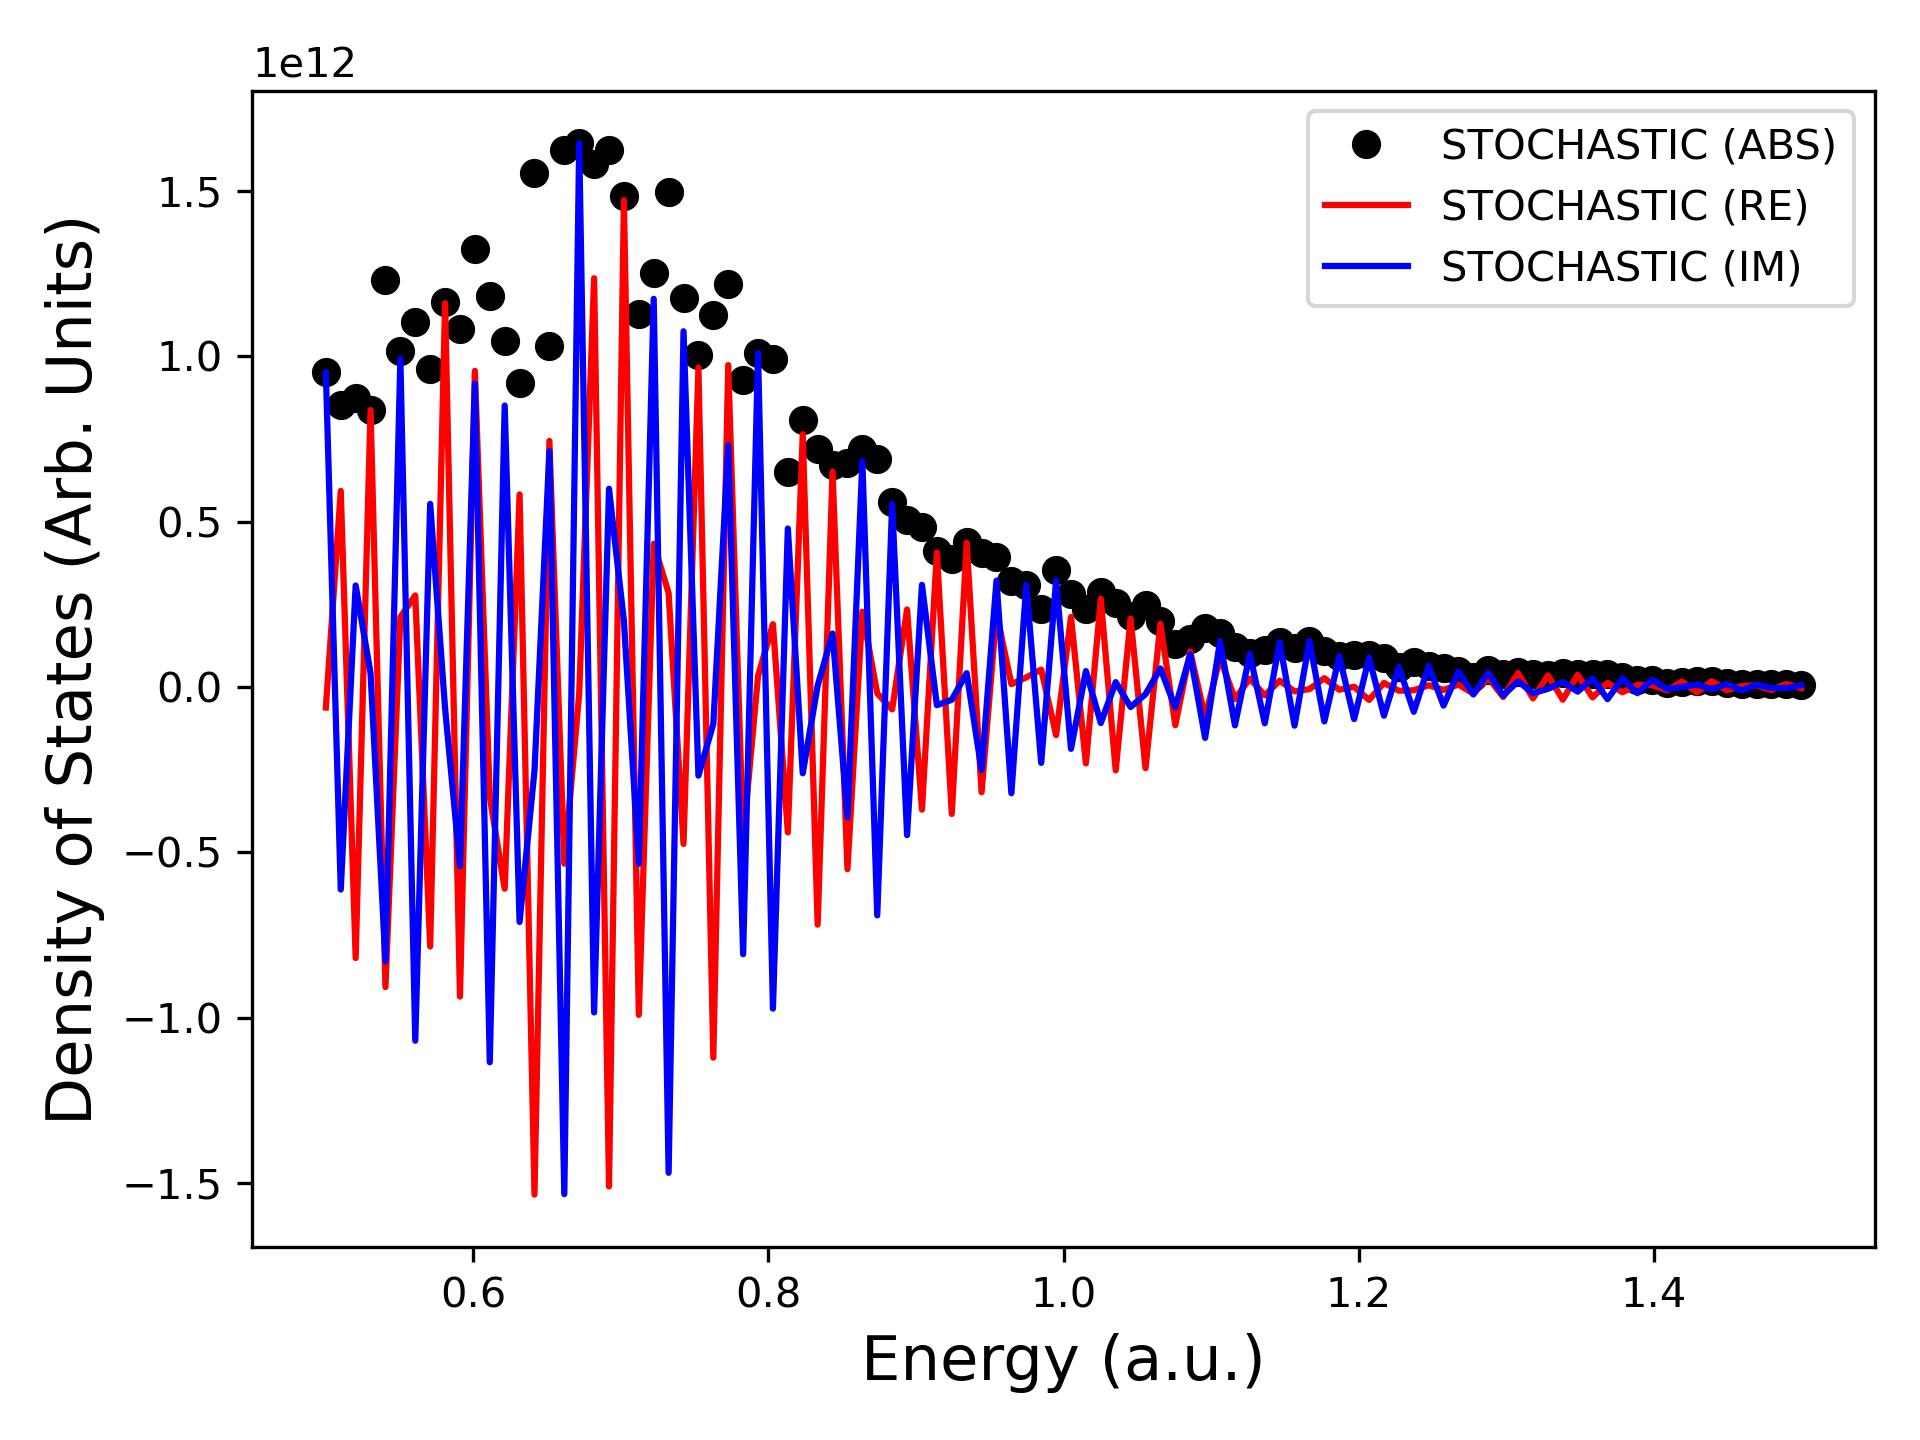 1e12
STOCHASTIC (ABS)
STOCHASTIC (RE)
STOCHASTIC (IM)
Density of States (Arb. Units)
1.5
1.0
0.5
0.0
−0.5
−1.0
−1.5
0.6 0.8 1.0 1.2 1.4
Energy (a.u.)